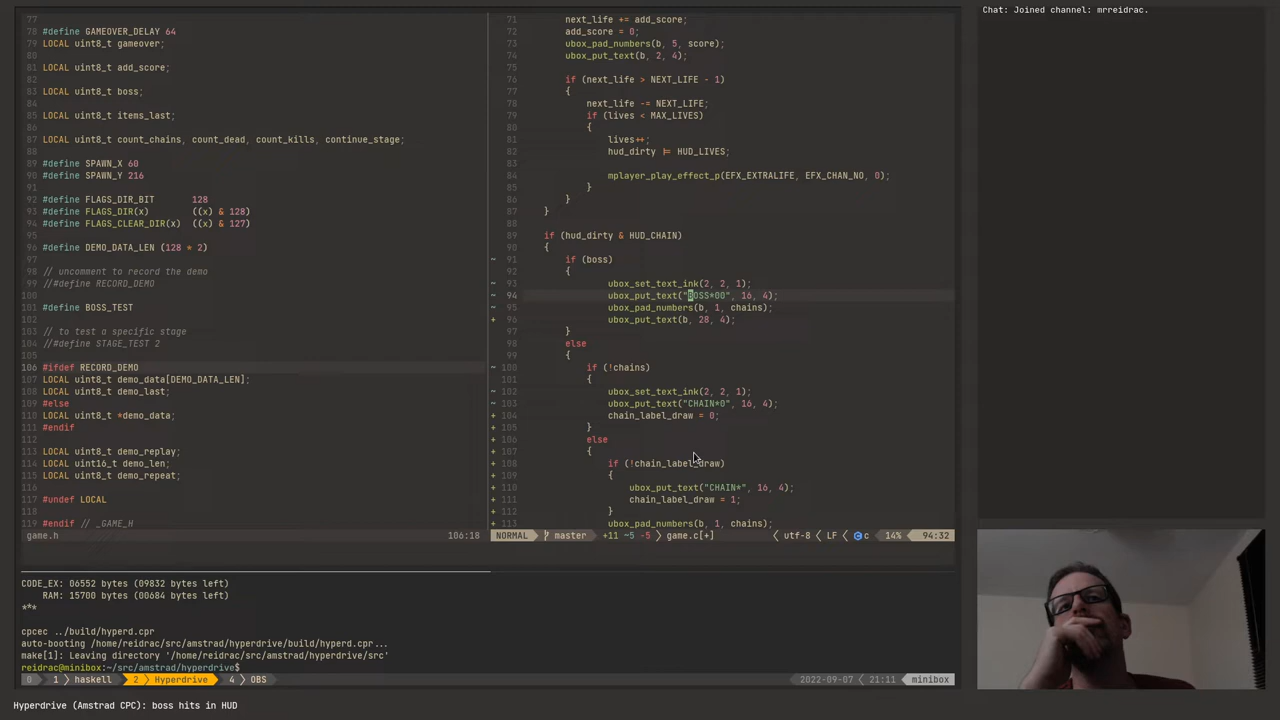 77
78 #define GAMEOVER_DELAY 64
79 LOCAL uint8_t gameover;
80
81 LOCAL uint8_t add_score;
82
83 LOCAL uint8_t boss;
84
85 LOCAL uint8_t items_last;
86
87 LOCAL uint8_t count_chains, count_dead, count_kills, continue_stage;
88
89 #define SPAWN_X 60
90 #define SPAWN_Y 216
91
92 #define FLAGS_DIR_BIT 128
93 #define FLAGS_DIR(x) ((x) & 128)
94 #define FLAGS_CLEAR_DIR(x) ((x) & 127)
95
96 #define DEMO_DATA_LEN (128 * 2)
97
98 // uncomment to record the demo
99 //#define RECORD_DEMO
100
101 #define BOSS_TEST
102
103 // to test a specific stage
104 //#define STAGE_TEST 2
105
106 #ifdef RECORD_DEMO
107 LOCAL uint8_t demo_data[DEMO_DATA_LEN];
108 LOCAL uint8_t demo_last;
109 #else
110 LOCAL uint8_t *demo_data;
111 #endif
112
113 LOCAL uint8_t demo_replay;
114 LOCAL uint16_t demo_len;
115 LOCAL uint8_t demo_repeat;
116
117 #undef LOCAL
118
119 #endif // _GAME_H
game.h 106:18
71 next_life += add_score;
72 add_score = 0;
73 ubox_pad_numbers(b, 5, score);
74 ubox_put_text(b, 2, 4);
75
76 if (next_life > NEXT_LIFE - 1)
77 {
78 next_life -= NEXT_LIFE;
79 if (lives < MAX_LIVES)
80 {
81 lives++;
82 hud_dirty |= HUD_LIVES;
83
84 mplayer_play_effect_p(EFX_EXTRALIFE, EFX_CHAN_NO, 0);
85 }
86 }
87 }
88
89 if (hud_dirty & HUD_CHAIN)
90 {
~ 91 if (boss)
92 {
~ 93 ubox_set_text_ink(2, 2, 1);
~ 94 ubox_put_text("BOSS*00", 16, 4);
~ 95 ubox_pad_numbers(b, 1, chains);
+ 96 ubox_put_text(b, 28, 4);
97 }
98 else
99 {
~ 100 if (!chains)
101 {
~ 102 ubox_set_text_ink(2, 2, 1);
~ 103 ubox_put_text("CHAIN*0", 16, 4);
+ 104 chain_label_draw = 0;
+ 105 }
+ 106 else
+ 107 {
+ 108 if (!chain_label_draw)
+ 109 {
+ 110 ubox_put_text("CHAIN*", 16, 4);
+ 111 chain_label_draw = 1;
+ 112 }
+ 113 ubox_pad_numbers(b, 1, chains);
NORMAL master +11 ~5 -5 game.c[+] utf-8 LF c 14% 94:32
CODE_EX: 06552 bytes (09832 bytes left)
RAM: 15700 bytes (00684 bytes left)
***
cpcec ../build/hyperd.cpr
auto-booting /home/reidrac/src/amstrad/hyperdrive/build/hyperd.cpr...
make[1]: Leaving directory '/home/reidrac/src/amstrad/hyperdrive/src'
reidrac@minibox:~/src/amstrad/hyperdrive$
0 1 haskell 2 Hyperdrive 4 OBS 2022-09-07 21:11 minibox
Hyperdrive (Amstrad CPC): boss hits in HUD
Chat: Joined channel: mrreidrac.